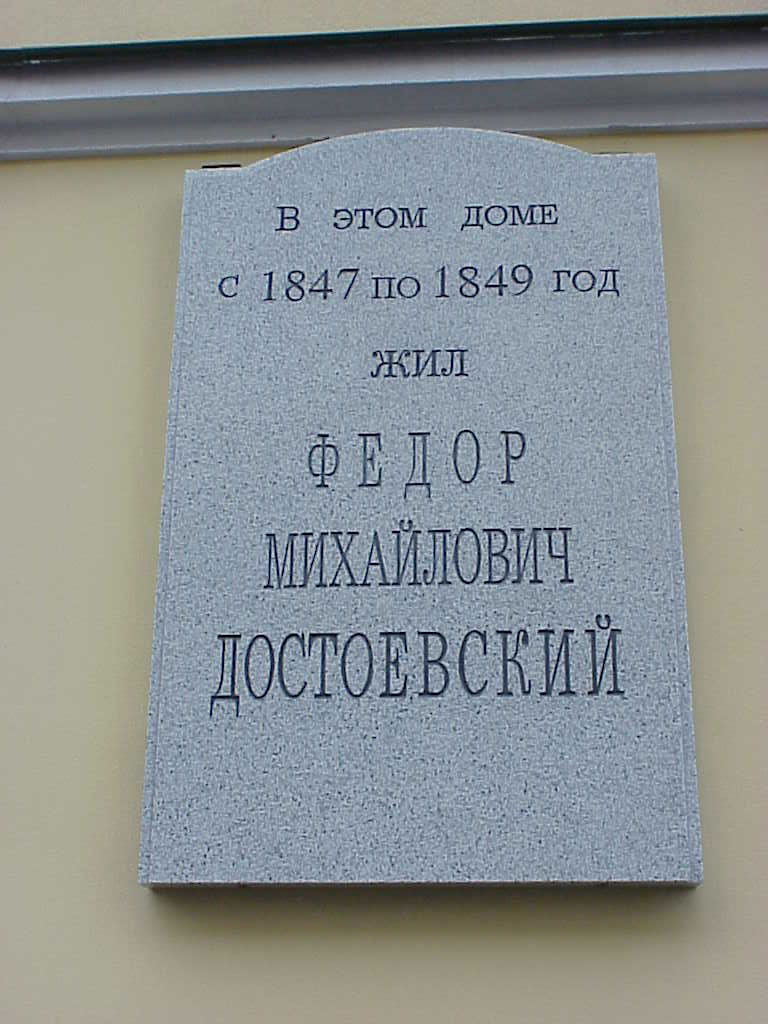 В ЭТОМ ДОМЕ
С 1847 ПО 1849 ГОД
ЖИЛ
ФЕДОР
МИХАЙЛОВИЧ
ДОСТОЕВСКИЙ